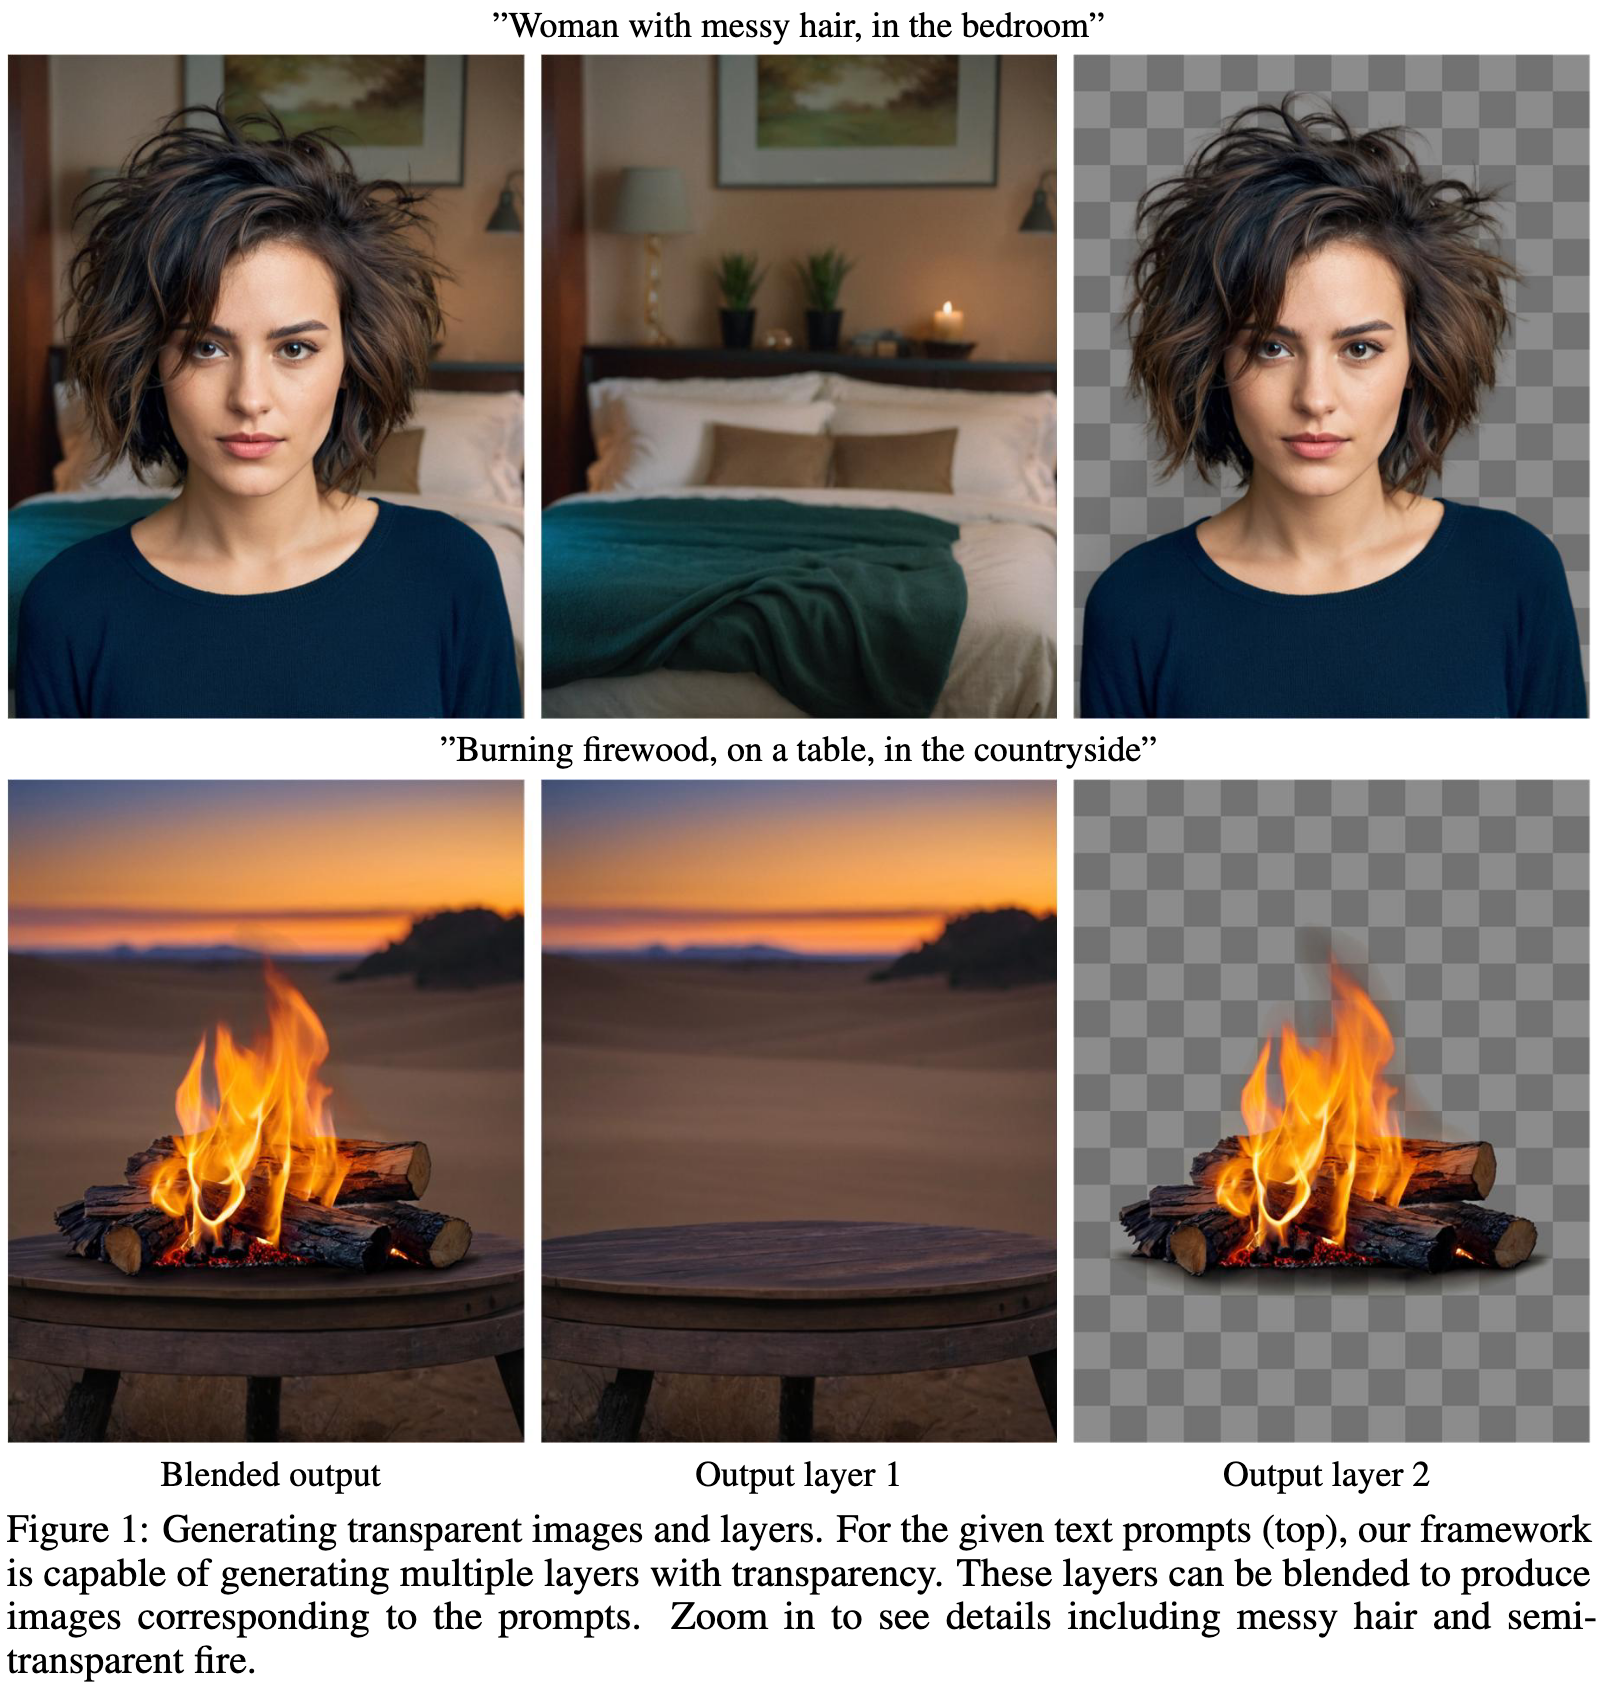 ”Woman with messy hair, in the bedroom”
”Burning firewood, on a table, in the countryside”
Blended output
Output layer 1
Output layer 2
Figure 1: Generating transparent images and layers. For the given text prompts (top), our framework
is capable of generating multiple layers with transparency. These layers can be blended to produce
images corresponding to the prompts. Zoom in to see details including messy hair and semi-
transparent fire.